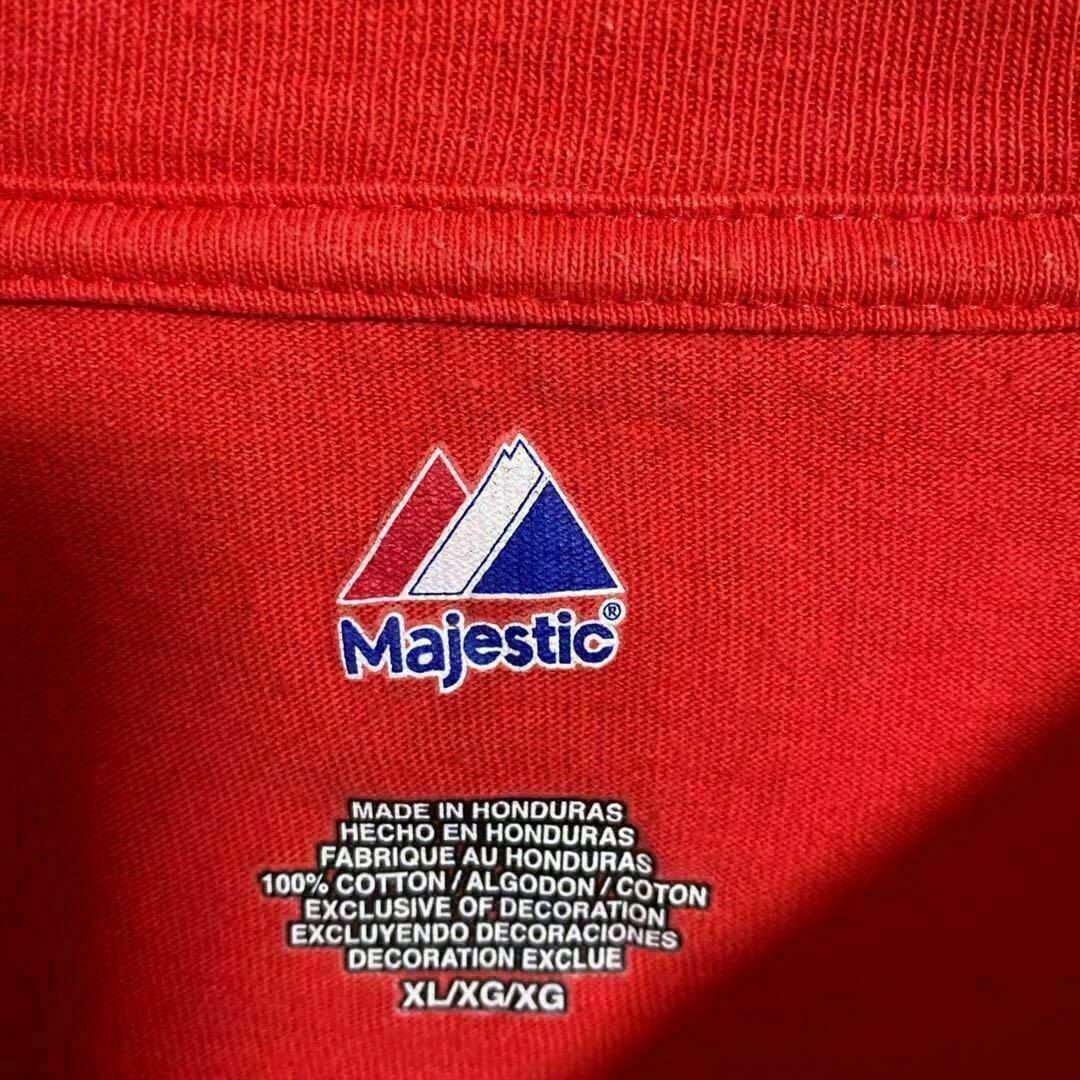 Majestic®
MADE IN HONDURAS
HECHO EN HONDURAS
FABRIQUE AU HONDURAS
100% COTTON / ALGODON / COTON
EXCLUSIVE OF DECORATION
EXCLUYENDO DECORACIONES
DECORATION EXCLUE
XL/XG/XG